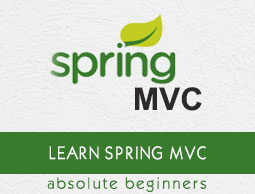 spring
MVC
LEARN SPRING MVC
absolute beginners